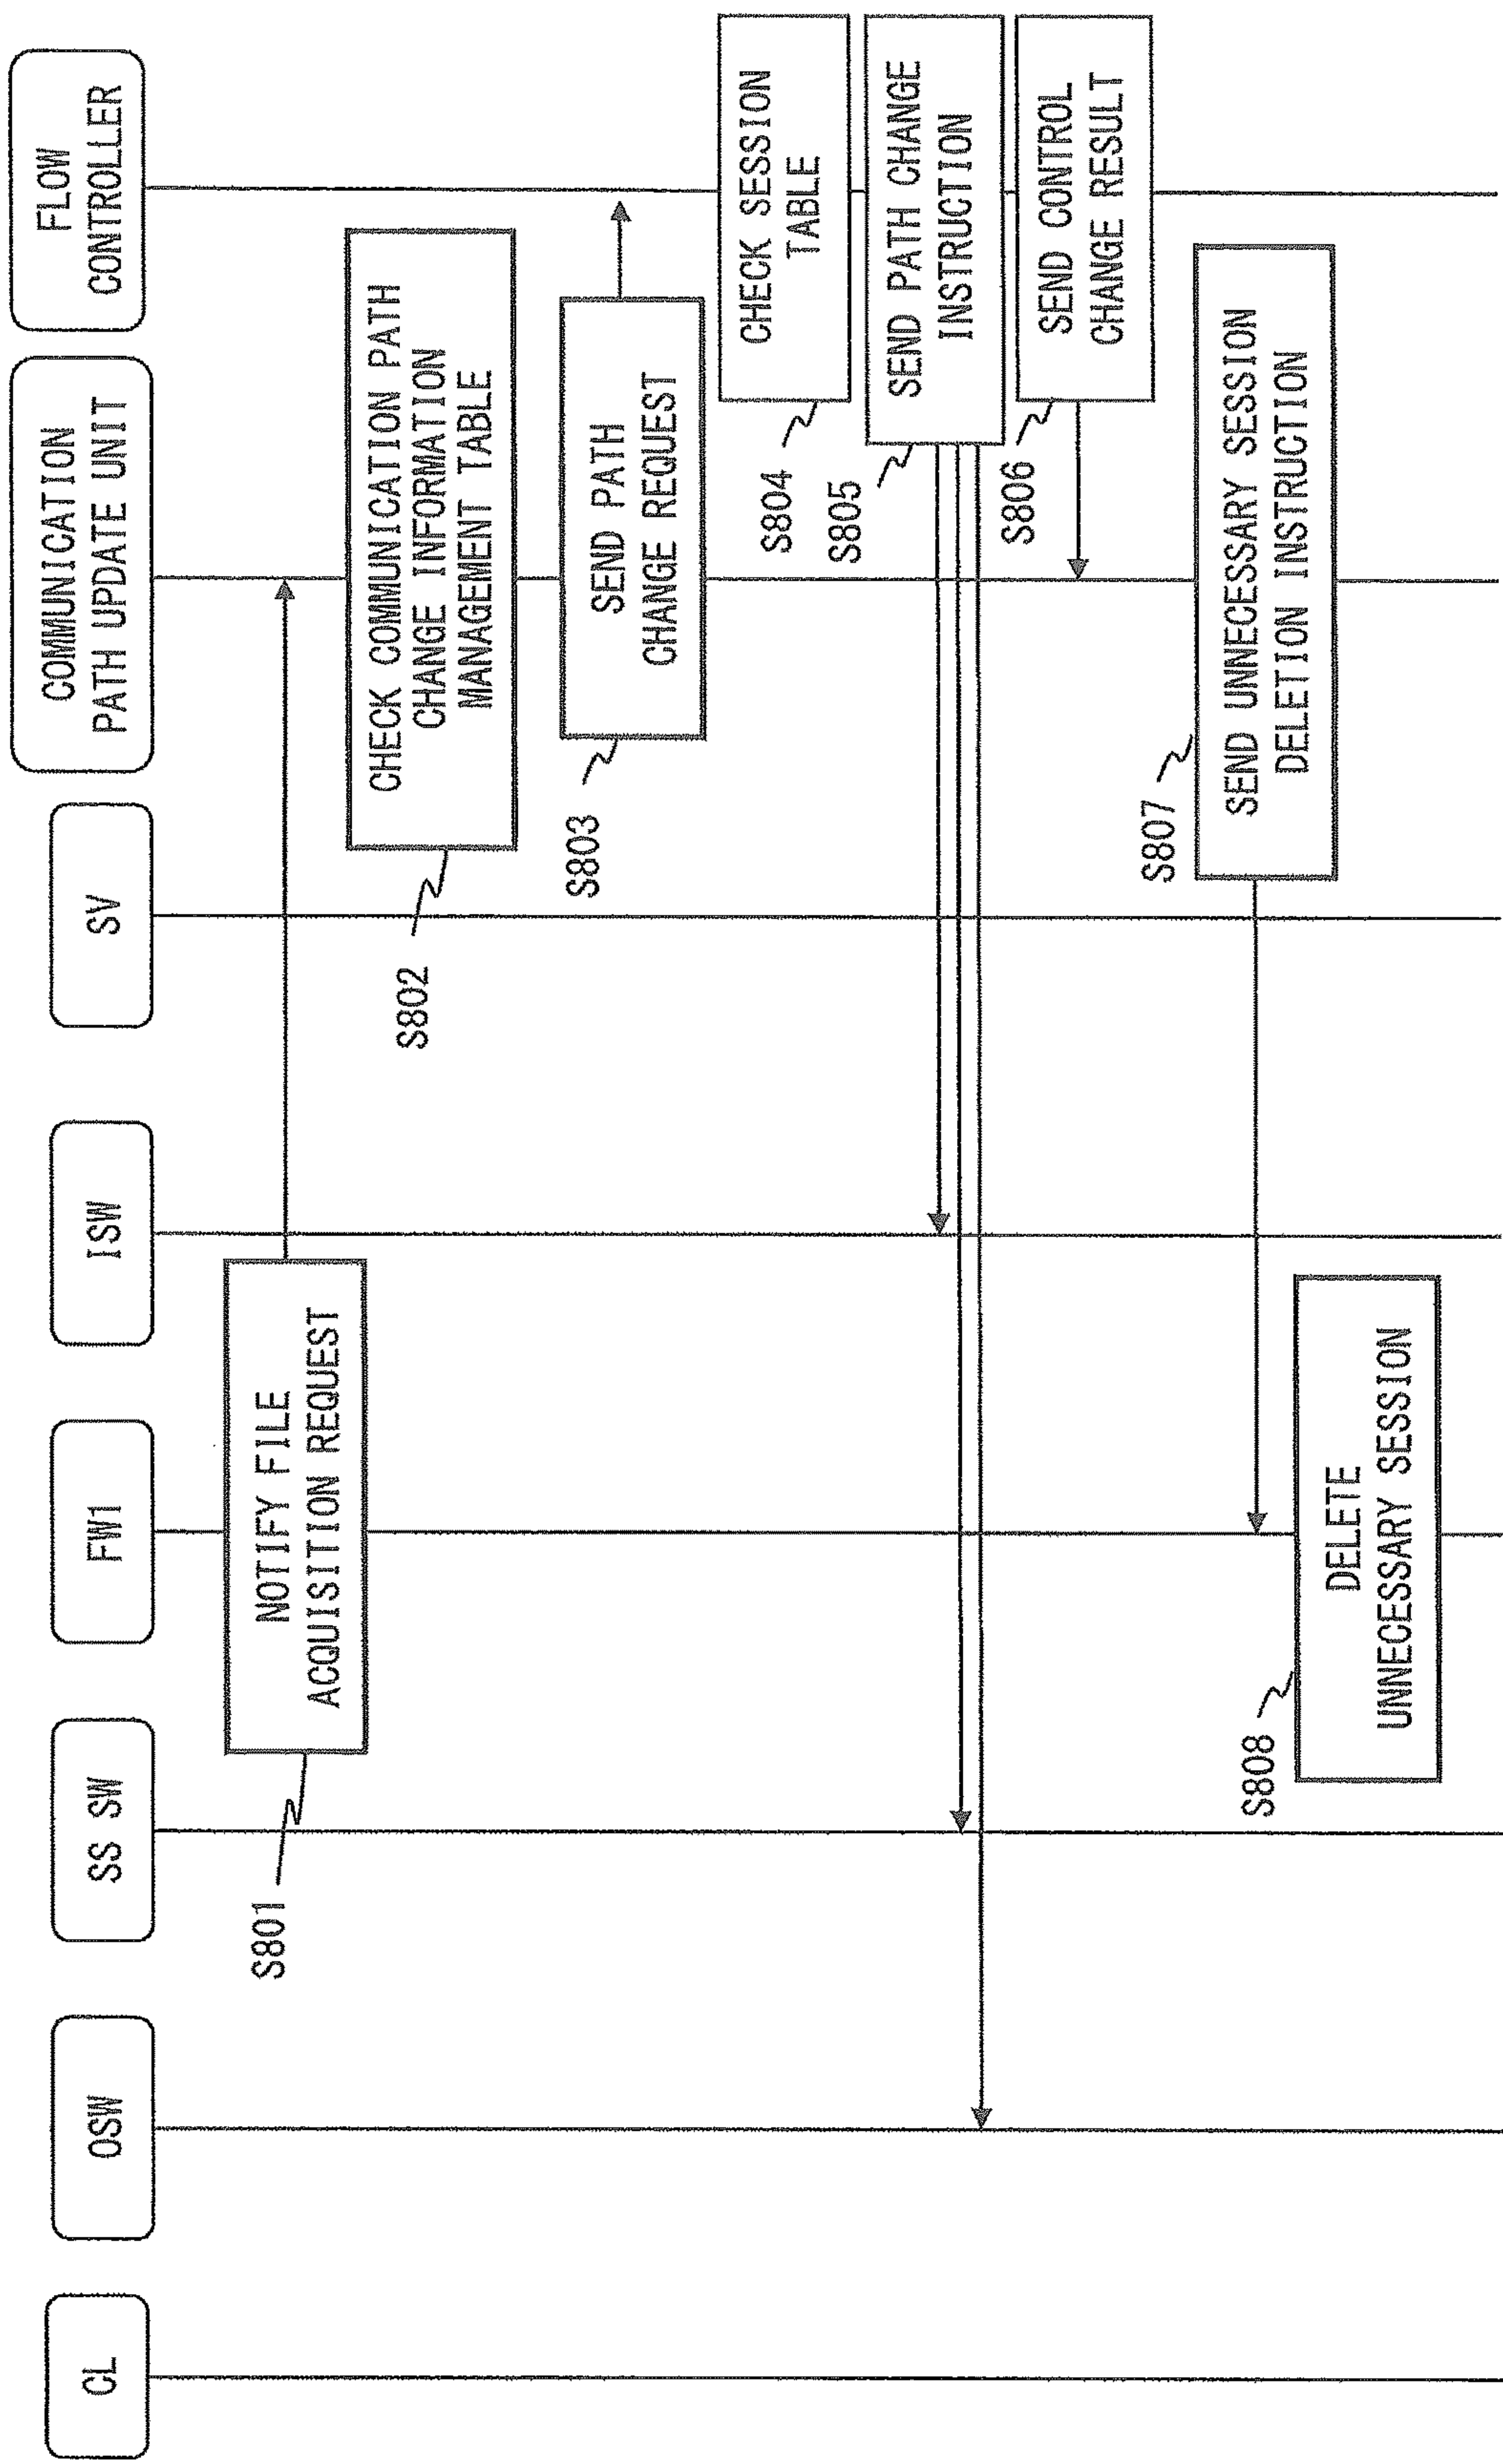 CL
OSW
SS SW
FW1
ISW
SV
COMMUNICATION
PATH UPDATE UNIT
FLOW
CONTROLLER
S801
NOTIFY FILE
ACQUISITION REQUEST
S802
CHECK COMMUNICATION PATH
CHANGE INFORMATION
MANAGEMENT TABLE
S803
SEND PATH
CHANGE REQUEST
S804
CHECK SESSION
TABLE
S805
SEND PATH CHANGE
INSTRUCTION
S806
SEND CONTROL
CHANGE RESULT
S807
SEND UNNECESSARY SESSION
DELETION INSTRUCTION
S808
DELETE
UNNECESSARY SESSION